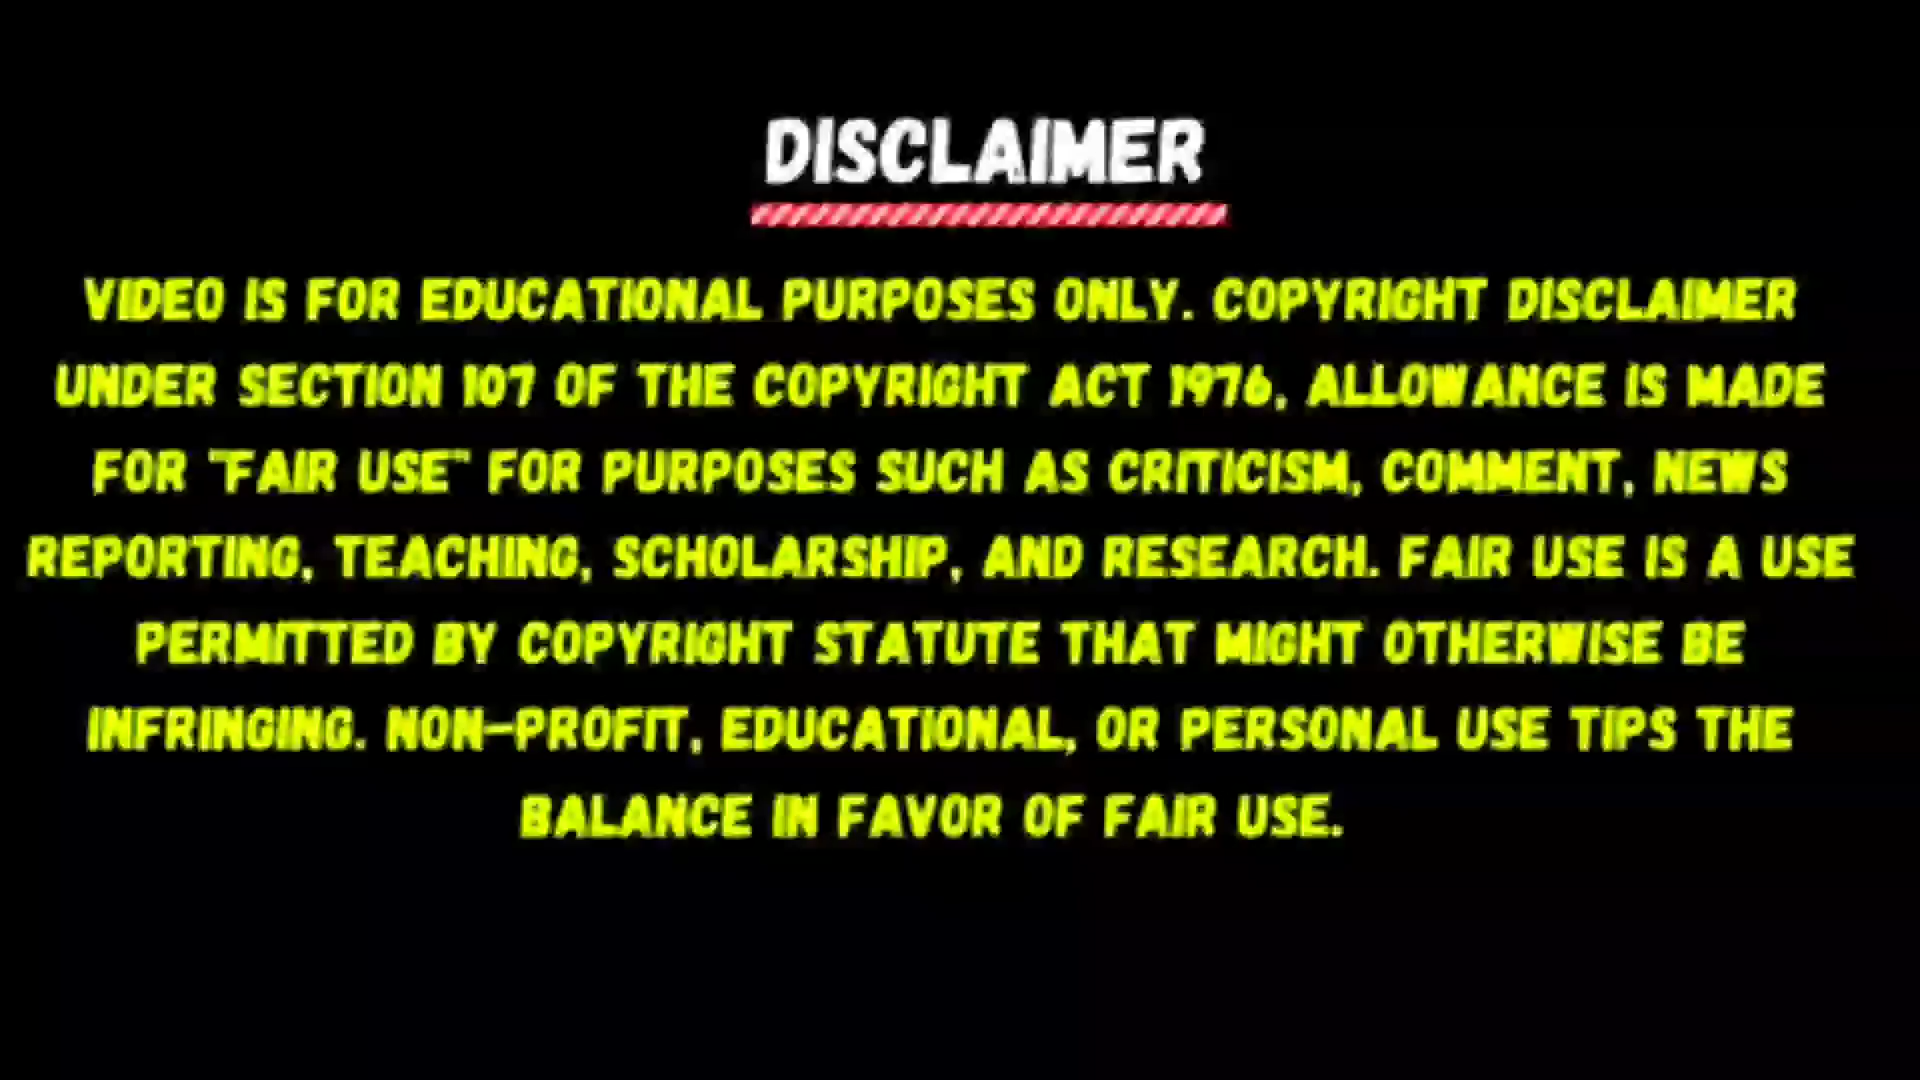 DISCLAIMER
VIDEO IS FOR EDUCATIONAL PURPOSES ONLY. COPYRIGHT DISCLAIMER
UNDER SECTION 107 OF THE COPYRIGHT ACT 1976, ALLOWANCE IS MADE
FOR "FAIR USE" FOR PURPOSES SUCH AS CRITICISM, COMMENT, NEWS
REPORTING, TEACHING, SCHOLARSHIP, AND RESEARCH. FAIR USE IS A USE
PERMITTED BY COPYRIGHT STATUTE THAT MIGHT OTHERWISE BE
INFRINGING. NON-PROFIT, EDUCATIONAL, OR PERSONAL USE TIPS THE
BALANCE IN FAVOR OF FAIR USE.